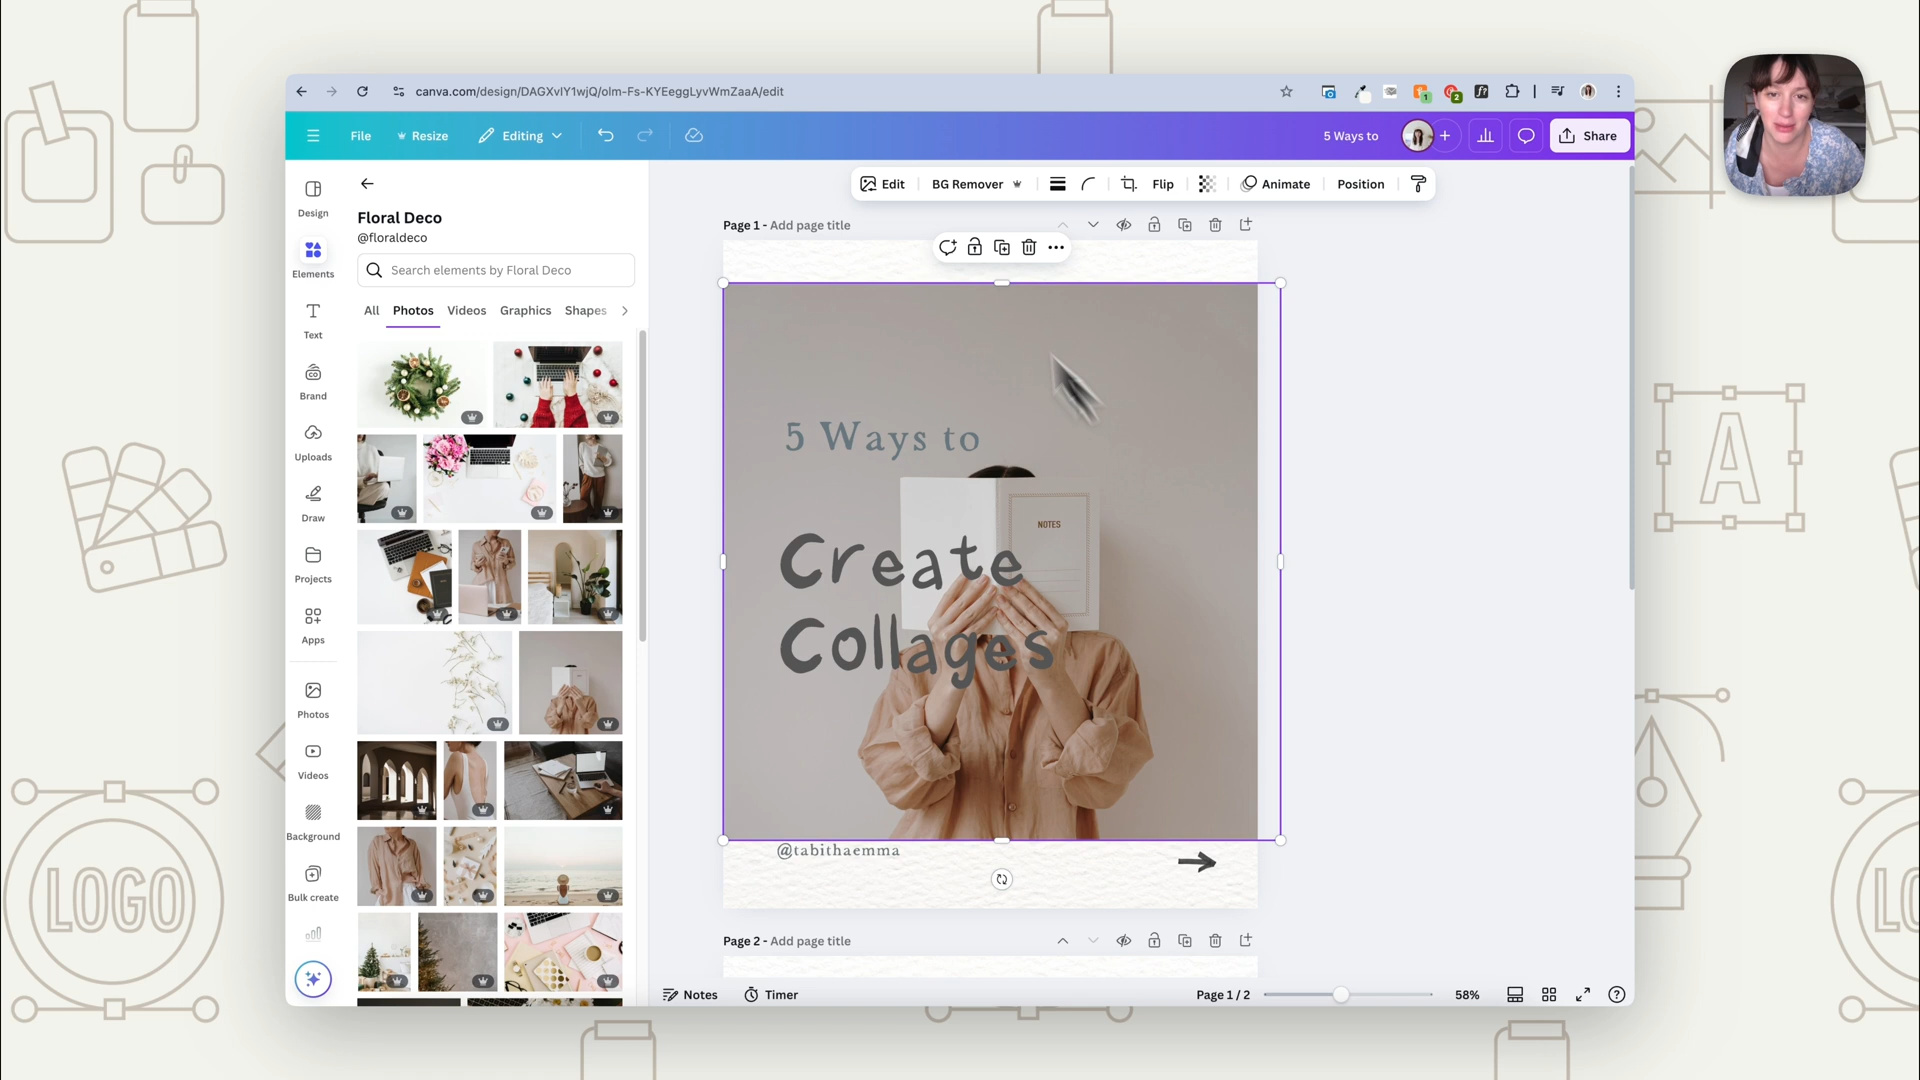 canva.com/design/DAGXvIY1wjQ/olm-Fs-KYEeggLyvWmZaaA/edit
File
Resize
Editing
5 Ways to
Share
Design
Elements
Text
Brand
Uploads
Draw
Projects
Apps
Photos
Videos
Background
Bulk create
Floral Deco
@floraldeco
Search elements by Floral Deco
All
Photos
Videos
Graphics
Shapes
Edit
BG Remover
Flip
Animate
Position
Page 1 - Add page title
5 Ways to
NOTES
Create
Collages
@tabithaemma
Page 2 - Add page title
Notes
Timer
Page 1 / 2
58%
LOGO
A